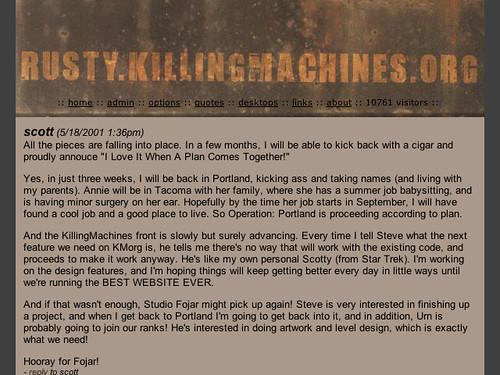 RUSTY.KILLINGMACHINES.ORG
:: home :: admin :: options :: quotes :: desktops :: links :: about :: 10761 visitors ::
scott (5/18/2001 1:36pm)
All the pieces are falling into place. In a few months, I will be able to kick back with a cigar and
proudly annouce "I Love It When A Plan Comes Together!"
Yes, in just three weeks, I will be back in Portland, kicking ass and taking names (and living with
my parents). Annie will be in Tacoma with her family, where she has a summer job babysitting, and
is having minor surgery on her ear. Hopefully by the time her job starts in September, I will have
found a cool job and a good place to live. So Operation: Portland is proceeding according to plan.
And the KillingMachines front is slowly but surely advancing. Every time I tell Steve what the next
feature we need on KMorg is, he tells me there's no way that will work with the existing code, and
proceeds to make it work anyway. He's like my own personal Scotty (from Star Trek). I'm working
on the design features, and I'm hoping things will keep getting better every day in little ways until
we're running the BEST WEBSITE EVER.
And if that wasn't enough, Studio Fojar might pick up again! Steve is very interested in finishing up
a project, and when I get back to Portland I'm going to get back into it, and in addition, Urn is
probably going to join our ranks! He's interested in doing artwork and level design, which is exactly
what we need!
Hooray for Fojar!
- reply to scott